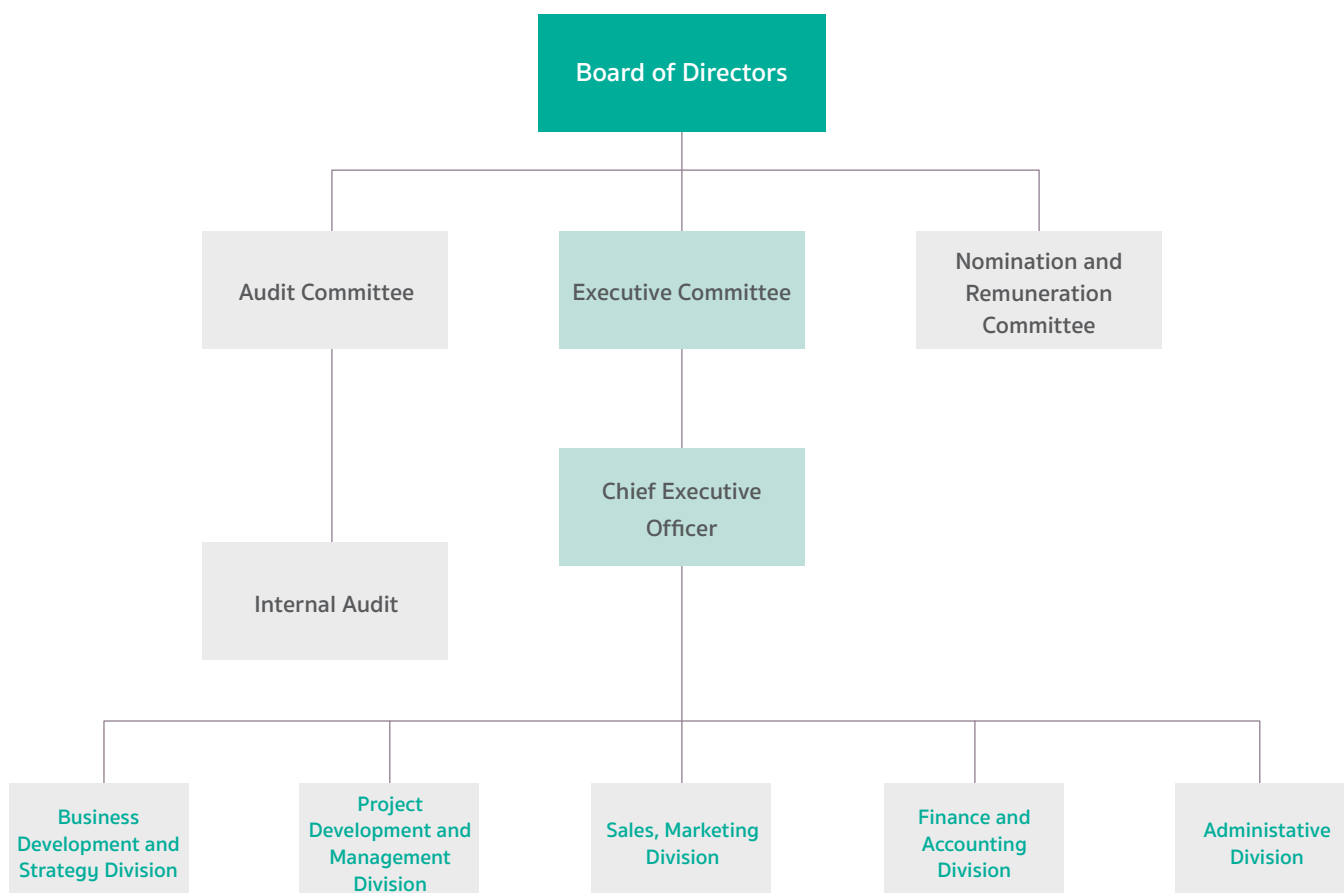 Board of Directors
Audit Committee
Executive Committee
Nomination and
Remuneration
Committee
Chief Executive
Officer
Internal Audit
Business
Development and
Strategy Division
Project
Development and
Management
Division
Sales, Marketing
Division
Finance and
Accounting
Division
Administative
Division